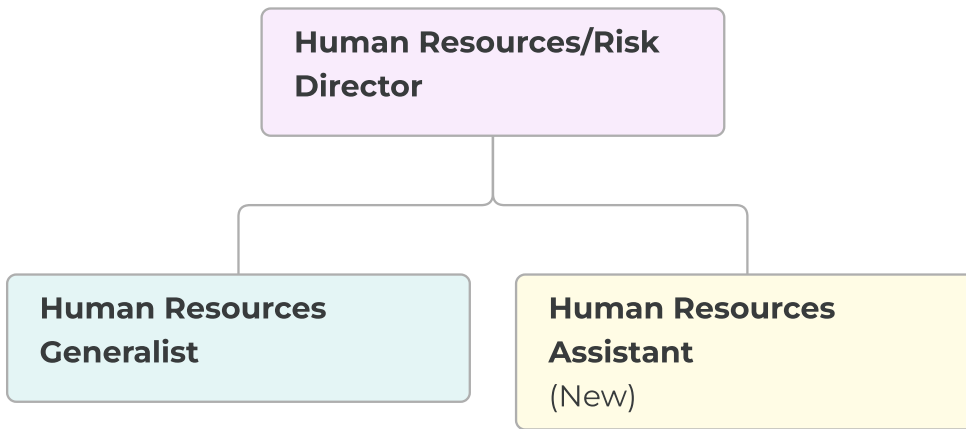 Human Resources/Risk
Director
Human Resources
Generalist
Human Resources
Assistant
(New)